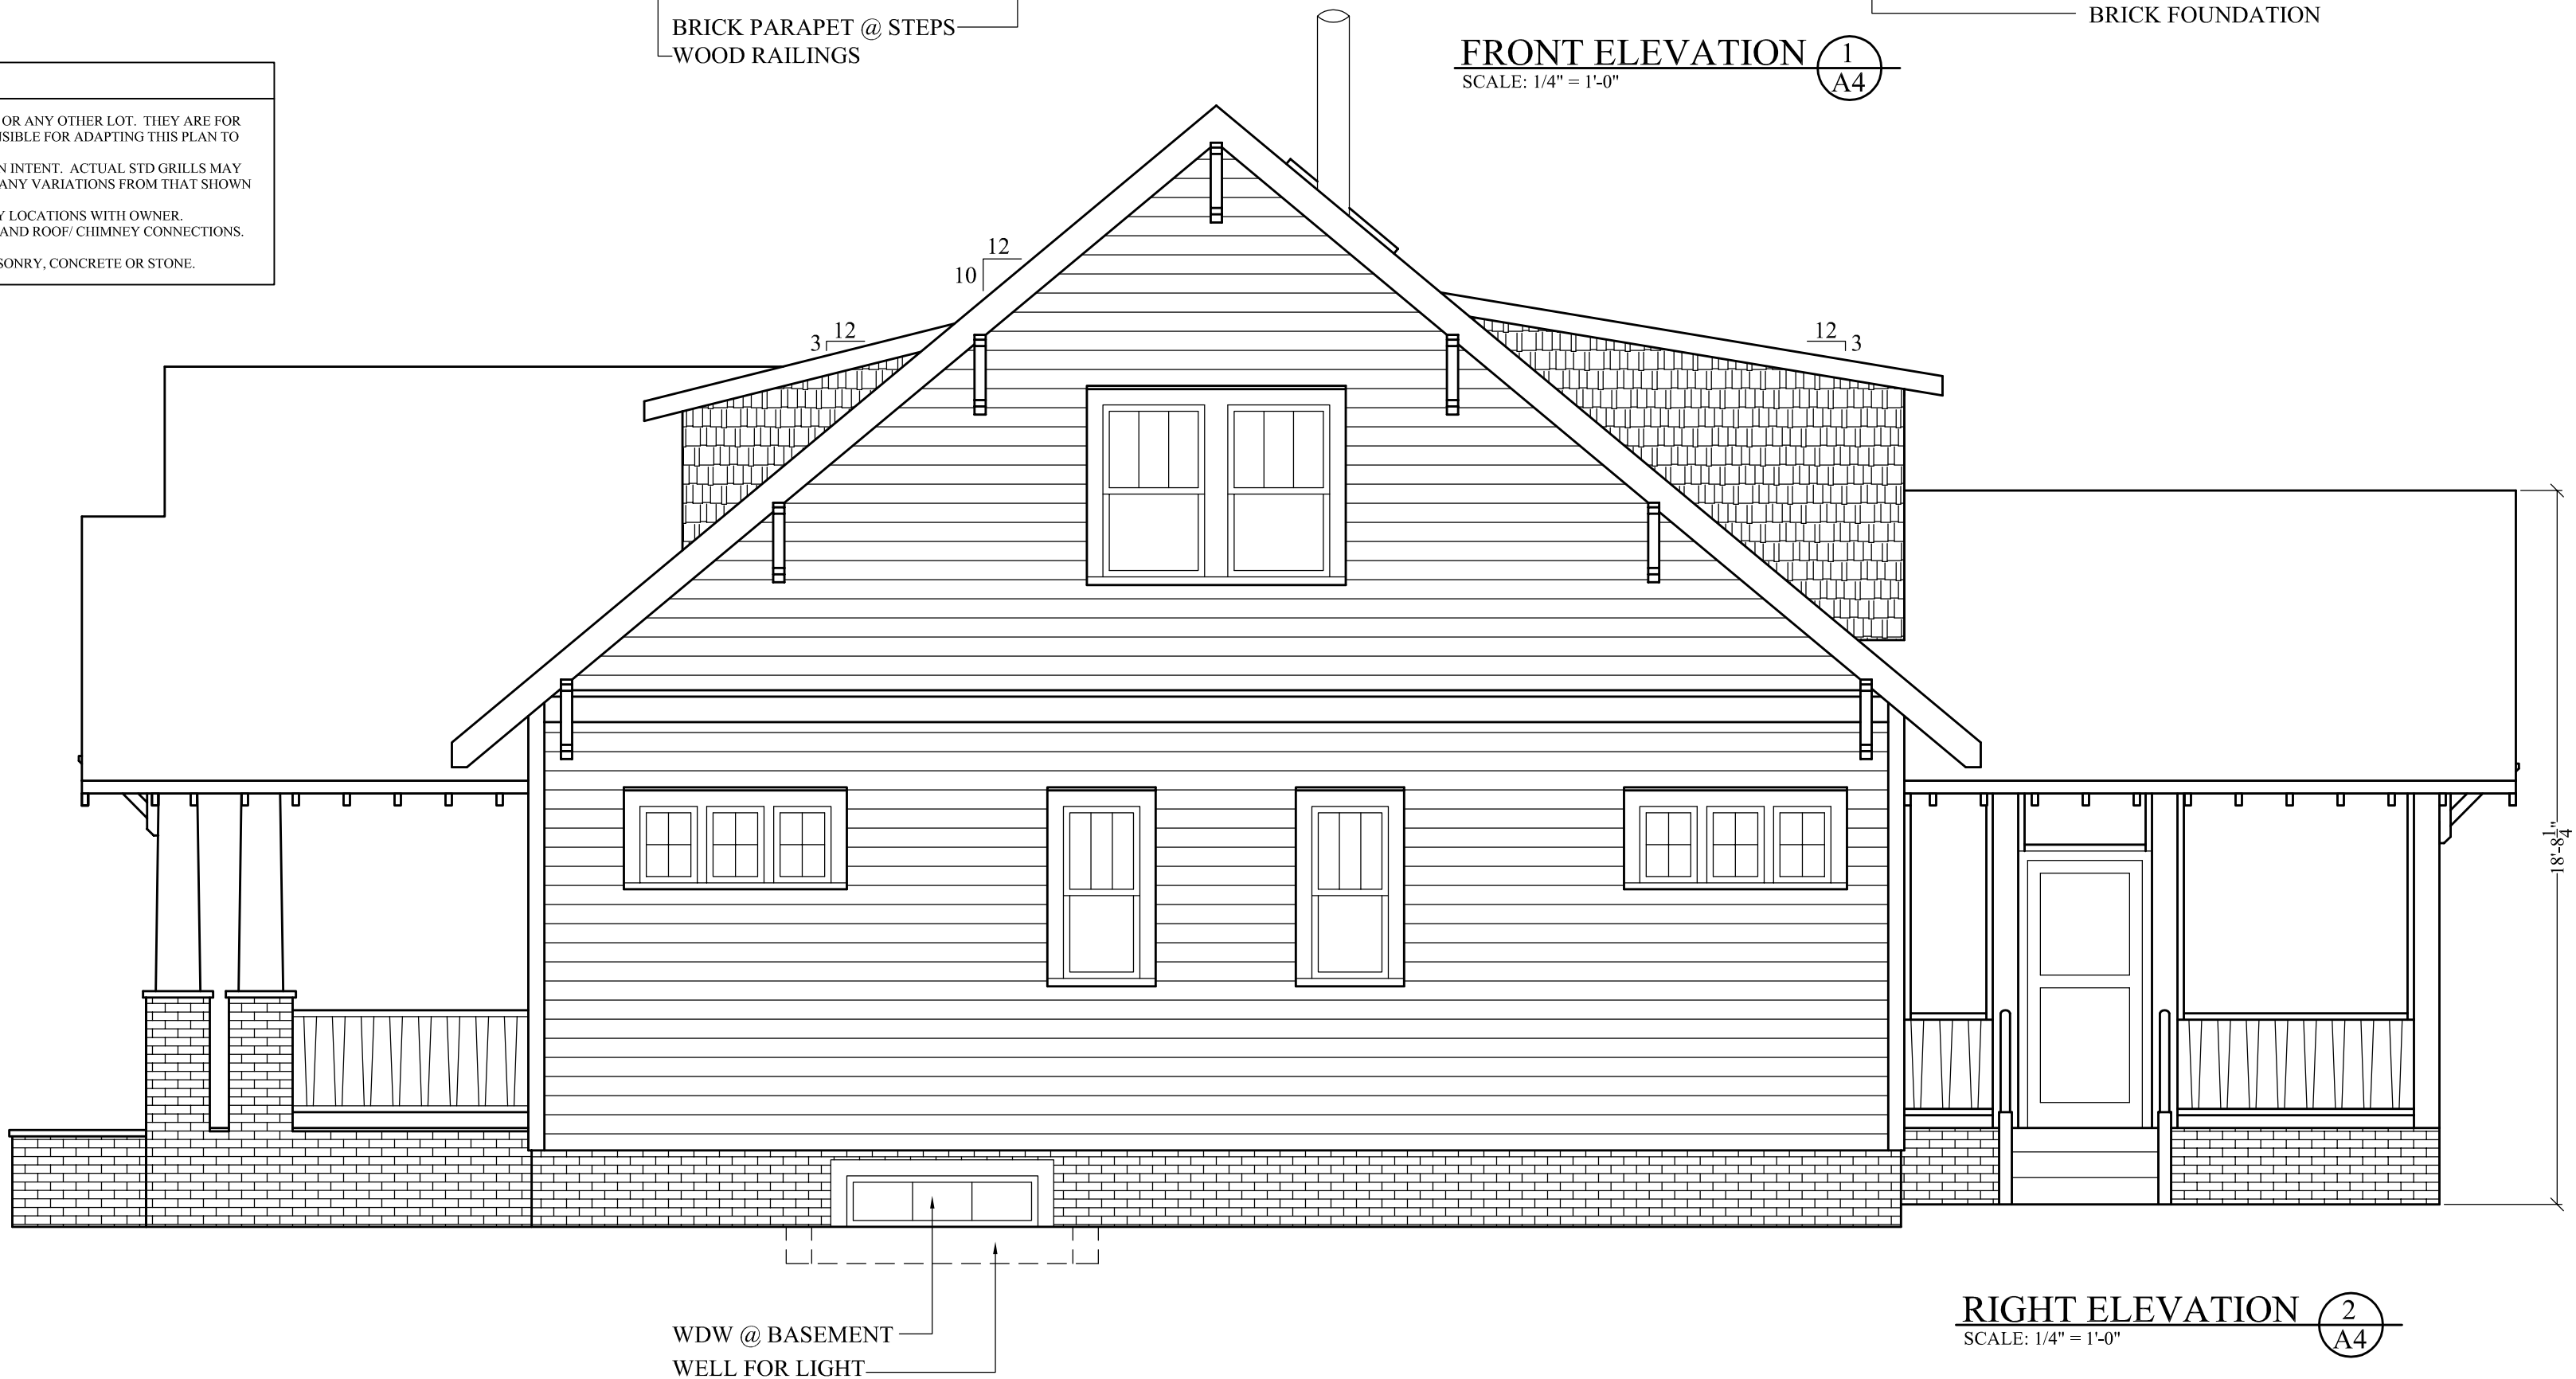 BRICK PARAPET @ STEPS
WOOD RAILINGS
FRONT ELEVATION 1
SCALE: 1/4" = 1'-0" A4
BRICK FOUNDATION
OR ANY OTHER LOT. THEY ARE FOR
NSIBLE FOR ADAPTING THIS PLAN TO
N INTENT. ACTUAL STD GRILLS MAY
ANY VARIATIONS FROM THAT SHOWN
Y LOCATIONS WITH OWNER.
AND ROOF/ CHIMNEY CONNECTIONS.
SONRY, CONCRETE OR STONE.
12
10
12
3
12
3
18'-8 1/4"
WDW @ BASEMENT
WELL FOR LIGHT
RIGHT ELEVATION 2
SCALE: 1/4" = 1'-0" A4